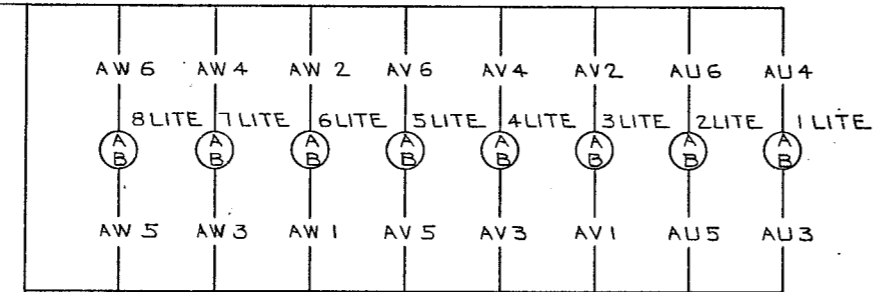 AW 6 AW 4 AW 2 AV 6 AV 4 AV 2 AU 6 AU 4
8 LITE 7 LITE 6 LITE 5 LITE 4 LITE 3 LITE 2 LITE 1 LITE
A A A A A A A A
B B B B B B B B
AW 5 AW 3 AW 1 AV 5 AV 3 AV 1 AU 5 AU 3